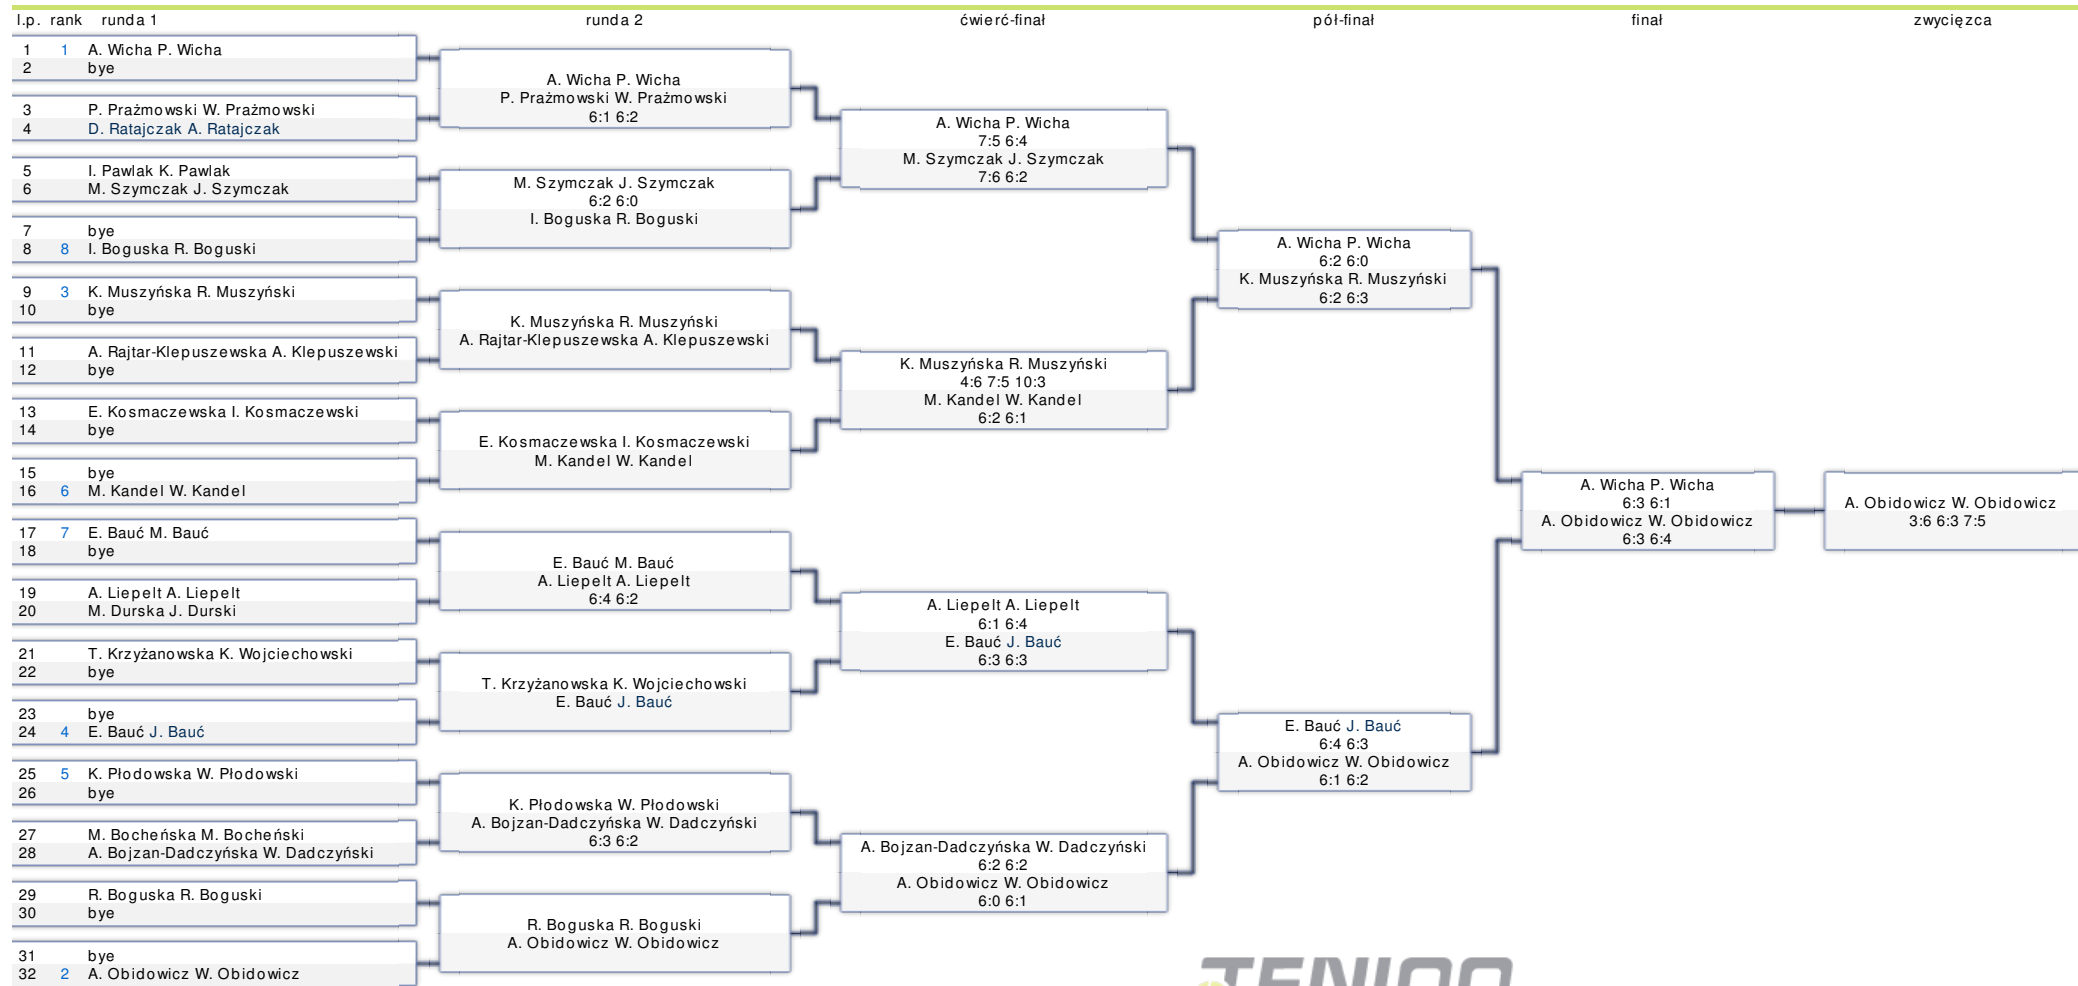 l.p. rank runda 1 runda 2 ćwierć-finał pół-finał finał zwycięzca
1 1 A. Wicha P. Wicha
2 bye
3 P. Prażmowski W. Prażmowski
4 D. Ratajczak A. Ratajczak
5 I. Pawlak K. Pawlak
6 M. Szymczak J. Szymczak
7 bye
8 8 I. Boguska R. Boguski
9 3 K. Muszyńska R. Muszyński
10 bye
11 A. Rajtar-Klepuszewska A. Klepuszewski
12 bye
13 E. Kosmaczewska I. Kosmaczewski
14 bye
15 bye
16 6 M. Kandel W. Kandel
17 7 E. Bauć M. Bauć
18 bye
19 A. Liepelt A. Liepelt
20 M. Durska J. Durski
21 T. Krzyżanowska K. Wojciechowski
22 bye
23 bye
24 4 E. Bauć J. Bauć
25 5 K. Płodowska W. Płodowski
26 bye
27 M. Bocheńska M. Bocheński
28 A. Bojzan-Dadczyńska W. Dadczyński
29 R. Boguska R. Boguski
30 bye
31 bye
32 2 A. Obidowicz W. Obidowicz
A. Wicha P. Wicha
P. Prażmowski W. Prażmowski
6:1 6:2
M. Szymczak J. Szymczak
6:2 6:0
I. Boguska R. Boguski
K. Muszyńska R. Muszyński
A. Rajtar-Klepuszewska A. Klepuszewski
E. Kosmaczewska I. Kosmaczewski
M. Kandel W. Kandel
E. Bauć M. Bauć
A. Liepelt A. Liepelt
6:4 6:2
T. Krzyżanowska K. Wojciechowski
E. Bauć J. Bauć
K. Płodowska W. Płodowski
A. Bojzan-Dadczyńska W. Dadczyński
6:3 6:2
R. Boguska R. Boguski
A. Obidowicz W. Obidowicz
A. Wicha P. Wicha
7:5 6:4
M. Szymczak J. Szymczak
7:6 6:2
K. Muszyńska R. Muszyński
4:6 7:5 10:3
M. Kandel W. Kandel
6:2 6:1
A. Liepelt A. Liepelt
6:1 6:4
E. Bauć J. Bauć
6:3 6:3
A. Bojzan-Dadczyńska W. Dadczyński
6:2 6:2
A. Obidowicz W. Obidowicz
6:0 6:1
A. Wicha P. Wicha
6:2 6:0
K. Muszyńska R. Muszyński
6:2 6:3
E. Bauć J. Bauć
6:4 6:3
A. Obidowicz W. Obidowicz
6:1 6:2
A. Wicha P. Wicha
6:3 6:1
A. Obidowicz W. Obidowicz
6:3 6:4
A. Obidowicz W. Obidowicz
3:6 6:3 7:5